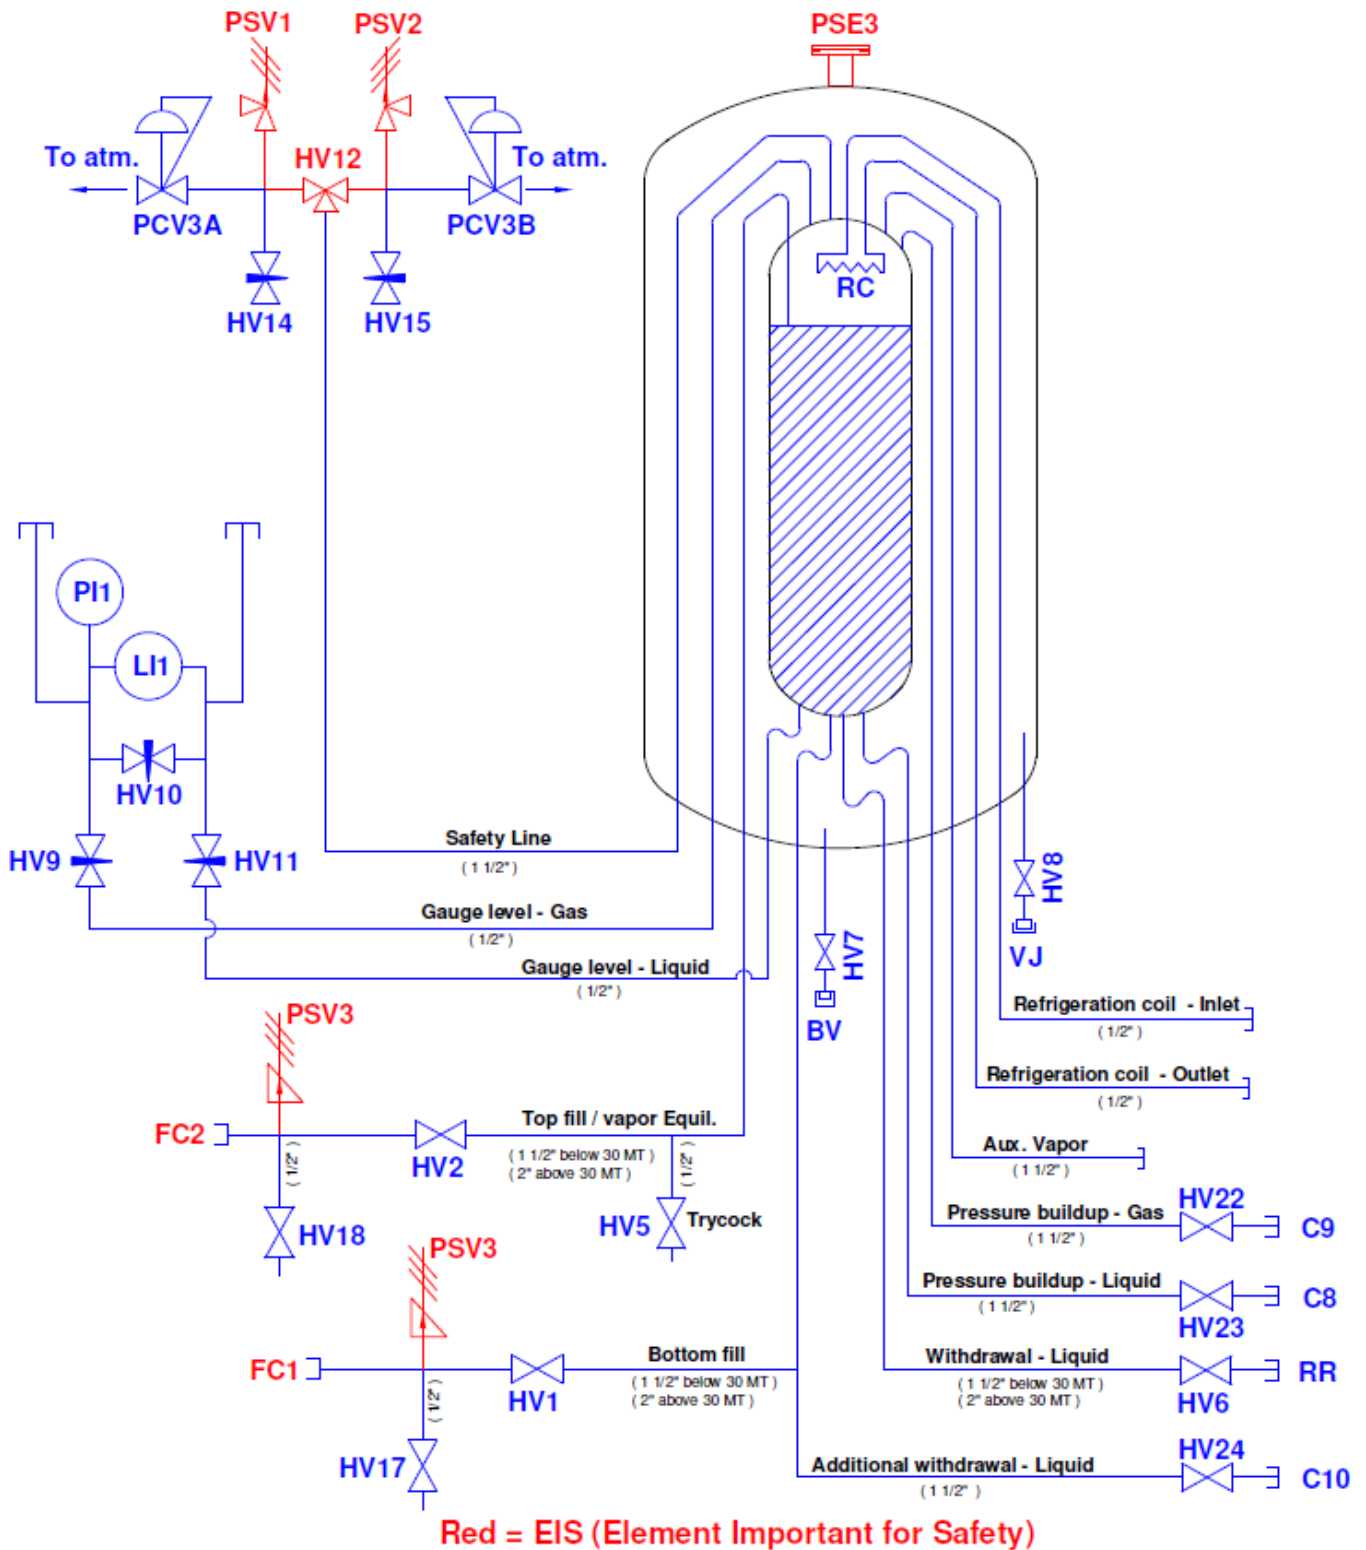 PSV1
PSV2
PSE3
To atm.
HV12
To atm.
PCV3A
PCV3B
RC
HV14
HV15
PI1
LI1
HV10
Safety Line
( 1 1/2" )
HV9
HV11
HV8
Gauge level - Gas
( 1/2" )
HV7
VJ
Gauge level - Liquid
( 1/2" )
PSV3
BV
Refrigeration coil - Inlet
( 1/2" )
Refrigeration coil - Outlet
( 1/2" )
FC2
Top fill / vapor Equil.
( 1/2" )
HV2
( 1 1/2" below 30 MT )
( 2" above 30 MT )
( 1/2" )
Aux. Vapor
( 1 1/2" )
HV18
HV5
Trycock
HV22
Pressure buildup - Gas
( 1 1/2" )
C9
PSV3
Pressure buildup - Liquid
( 1 1/2" )
C8
HV23
FC1
Bottom fill
( 1/2" )
HV1
( 1 1/2" below 30 MT )
( 2" above 30 MT )
Withdrawal - Liquid
( 1 1/2" below 30 MT )
( 2" above 30 MT )
RR
HV6
HV17
HV24
Additional withdrawal - Liquid
( 1 1/2" )
C10
Red = EIS (Element Important for Safety)